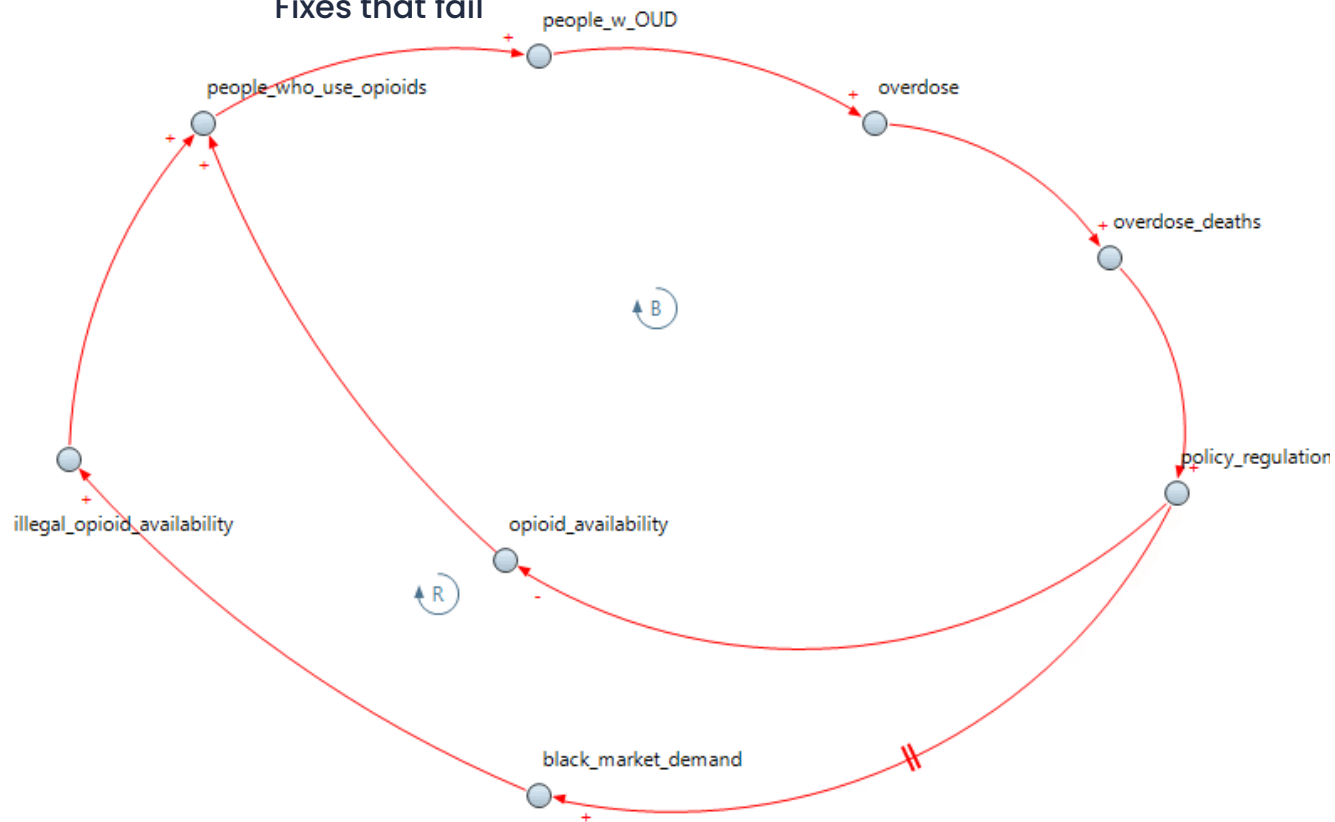 Fixes that fail
people_w_OUD
+
people_who_use_opioids
+
overdose
+
+
+ overdose_deaths
B
policy_regulation
+
+
illegal_opioid_availability
opioid_availability
R
-
black_market_demand
+